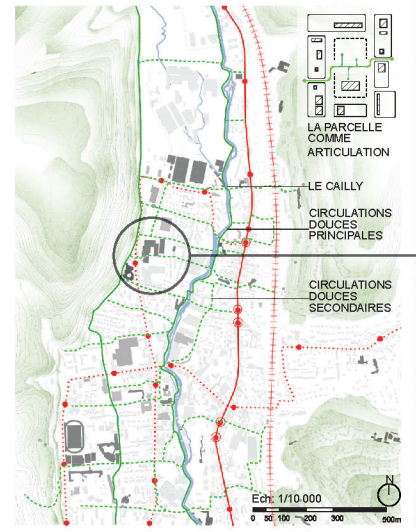 LA PARCELLE
COMME
ARTICULATION
LE CAILLY
CIRCULATIONS
DOUCES
PRINCIPALES
CIRCULATIONS
DOUCES
SECONDAIRES
N
Ech: 1/10 000
0 50 100 200 300 500m